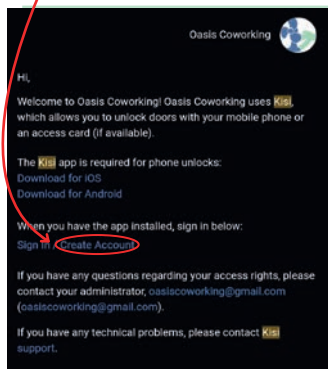 Oasis Coworking
Hi,
Welcome to Oasis Coworking! Oasis Coworking uses Kisi,
which allows you to unlock doors with your mobile phone or
an access card (if available).
The Kisi app is required for phone unlocks:
Download for iOS
Download for Android
When you have the app installed, sign in below:
Sign In / Create Account
If you have any questions regarding your access rights, please
contact your administrator, oasiscoworking@gmail.com
(oasiscoworking@gmail.com).
If you have any technical problems, please contact Kisi
support.